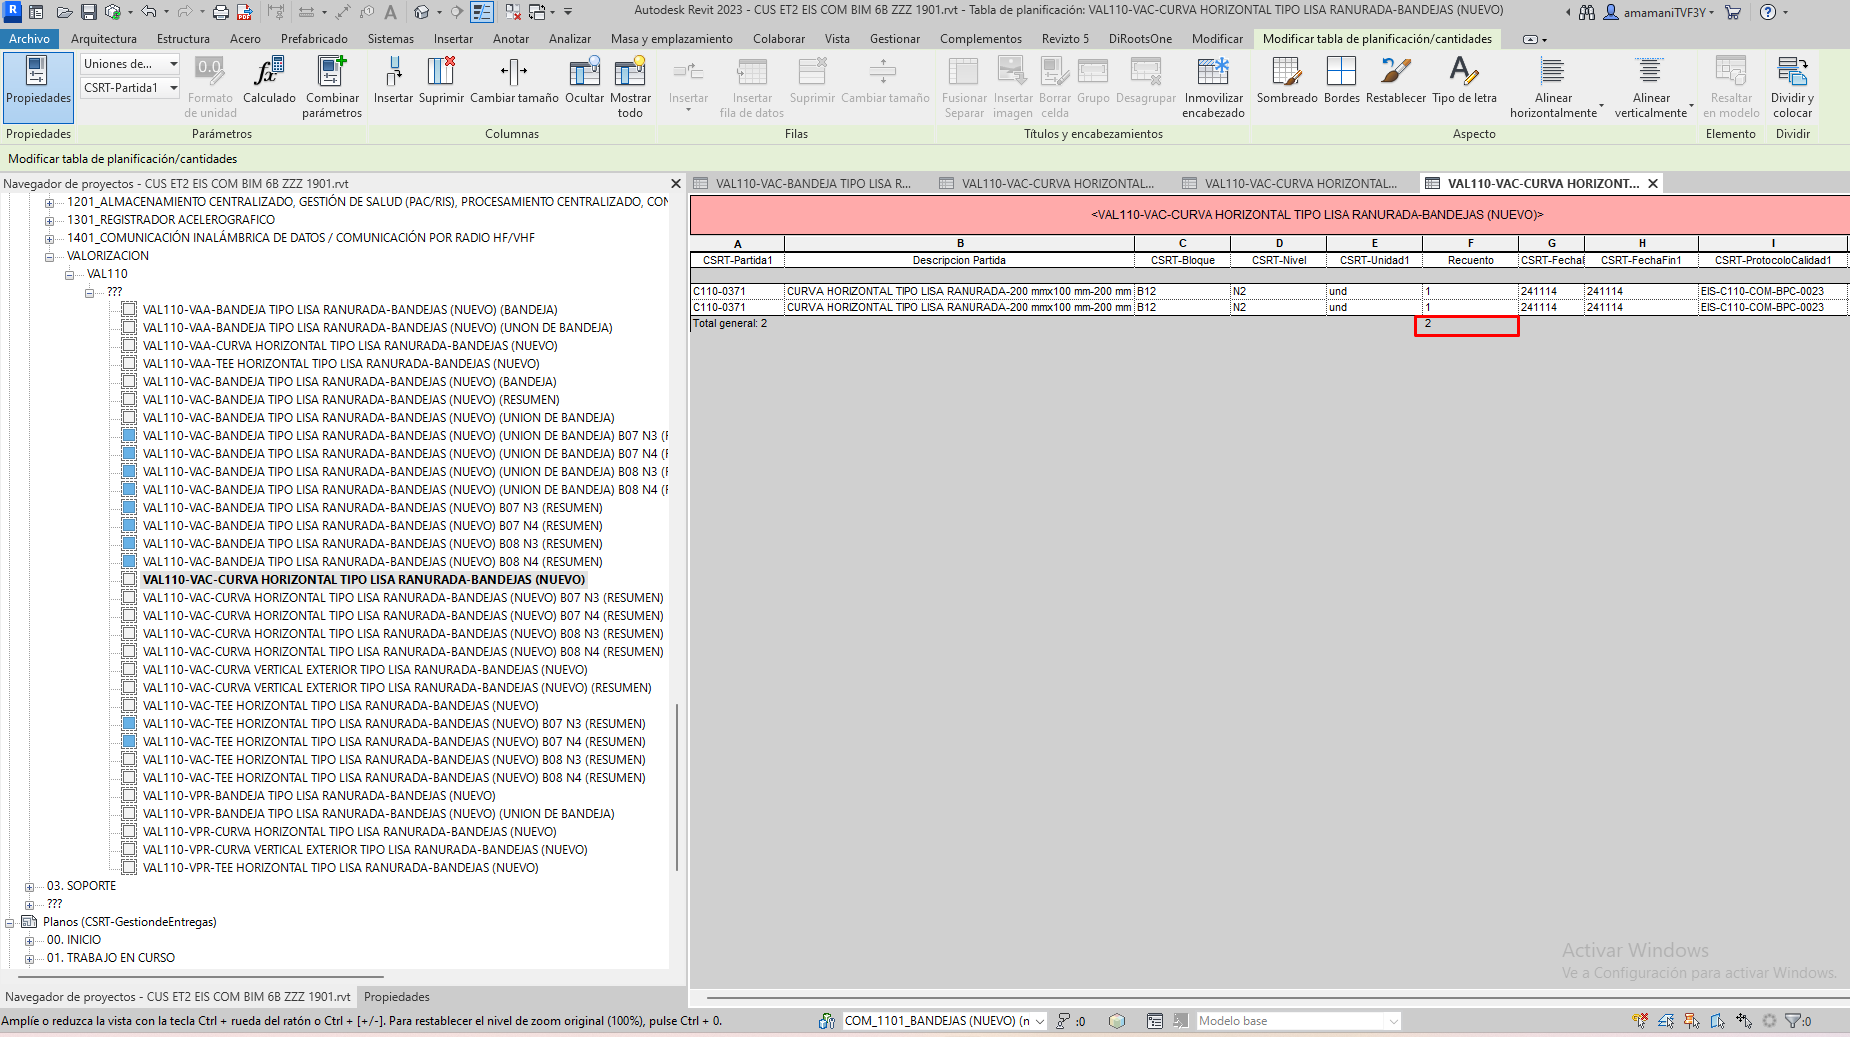 Autodesk Revit 2023 - CUS ET2 EIS COM BIM 6B ZZZ 1901.rvt - Tabla de planificación: VAL110-VAC-CURVA HORIZONTAL TIPO LISA RANURADA-BANDEJAS (NUEVO)
amamaniTVF3Y
Archivo Arquitectura Estructura Acero Prefabricado Sistemas Insertar Anotar Analizar Masa y emplazamiento Colaborar Vista Gestionar Complementos Revizto 5 DiRootsOne Modificar Modificar tabla de planificación/cantidades
Uniones de...
CSRT-Partida1
Propiedades
Formato de unidad
Calculado
Combinar parámetros
Insertar
Suprimir
Cambiar tamaño
Ocultar
Mostrar todo
Insertar
Insertar fila de datos
Suprimir
Cambiar tamaño
Fusionar Separar
Insertar imagen
Borrar celda
Grupo
Desagrupar
Inmovilizar encabezado
Sombreado
Bordes
Restablecer
Tipo de letra
Alinear horizontalmente
Alinear verticalmente
Resaltar en modelo
Dividir y colocar
Propiedades Parámetros Columnas Filas Títulos y encabezamientos Aspecto Elemento Dividir
Modificar tabla de planificación/cantidades
Navegador de proyectos - CUS ET2 EIS COM BIM 6B ZZZ 1901.rvt
1201_ALMACENAMIENTO CENTRALIZADO, GESTIÓN DE SALUD (PAC/RIS), PROCESAMIENTO CENTRALIZADO, CON
1301_REGISTRADOR ACELEROGRAFICO
1401_COMUNICACIÓN INALÁMBRICA DE DATOS / COMUNICACIÓN POR RADIO HF/VHF
VALORIZACION
VAL110
???
VAL110-VAA-BANDEJA TIPO LISA RANURADA-BANDEJAS (NUEVO) (BANDEJA)
VAL110-VAA-BANDEJA TIPO LISA RANURADA-BANDEJAS (NUEVO) (UNON DE BANDEJA)
VAL110-VAA-CURVA HORIZONTAL TIPO LISA RANURADA-BANDEJAS (NUEVO)
VAL110-VAA-TEE HORIZONTAL TIPO LISA RANURADA-BANDEJAS (NUEVO)
VAL110-VAC-BANDEJA TIPO LISA RANURADA-BANDEJAS (NUEVO) (BANDEJA)
VAL110-VAC-BANDEJA TIPO LISA RANURADA-BANDEJAS (NUEVO) (RESUMEN)
VAL110-VAC-BANDEJA TIPO LISA RANURADA-BANDEJAS (NUEVO) (UNION DE BANDEJA)
VAL110-VAC-BANDEJA TIPO LISA RANURADA-BANDEJAS (NUEVO) (UNION DE BANDEJA) B07 N3 (F
VAL110-VAC-BANDEJA TIPO LISA RANURADA-BANDEJAS (NUEVO) (UNION DE BANDEJA) B07 N4 (F
VAL110-VAC-BANDEJA TIPO LISA RANURADA-BANDEJAS (NUEVO) (UNION DE BANDEJA) B08 N3 (F
VAL110-VAC-BANDEJA TIPO LISA RANURADA-BANDEJAS (NUEVO) (UNION DE BANDEJA) B08 N4 (F
VAL110-VAC-BANDEJA TIPO LISA RANURADA-BANDEJAS (NUEVO) B07 N3 (RESUMEN)
VAL110-VAC-BANDEJA TIPO LISA RANURADA-BANDEJAS (NUEVO) B07 N4 (RESUMEN)
VAL110-VAC-BANDEJA TIPO LISA RANURADA-BANDEJAS (NUEVO) B08 N3 (RESUMEN)
VAL110-VAC-BANDEJA TIPO LISA RANURADA-BANDEJAS (NUEVO) B08 N4 (RESUMEN)
VAL110-VAC-CURVA HORIZONTAL TIPO LISA RANURADA-BANDEJAS (NUEVO)
VAL110-VAC-CURVA HORIZONTAL TIPO LISA RANURADA-BANDEJAS (NUEVO) B07 N3 (RESUMEN)
VAL110-VAC-CURVA HORIZONTAL TIPO LISA RANURADA-BANDEJAS (NUEVO) B07 N4 (RESUMEN)
VAL110-VAC-CURVA HORIZONTAL TIPO LISA RANURADA-BANDEJAS (NUEVO) B08 N3 (RESUMEN)
VAL110-VAC-CURVA HORIZONTAL TIPO LISA RANURADA-BANDEJAS (NUEVO) B08 N4 (RESUMEN)
VAL110-VAC-CURVA VERTICAL EXTERIOR TIPO LISA RANURADA-BANDEJAS (NUEVO)
VAL110-VAC-CURVA VERTICAL EXTERIOR TIPO LISA RANURADA-BANDEJAS (NUEVO) (RESUMEN)
VAL110-VAC-TEE HORIZONTAL TIPO LISA RANURADA-BANDEJAS (NUEVO)
VAL110-VAC-TEE HORIZONTAL TIPO LISA RANURADA-BANDEJAS (NUEVO) B07 N3 (RESUMEN)
VAL110-VAC-TEE HORIZONTAL TIPO LISA RANURADA-BANDEJAS (NUEVO) B07 N4 (RESUMEN)
VAL110-VAC-TEE HORIZONTAL TIPO LISA RANURADA-BANDEJAS (NUEVO) B08 N3 (RESUMEN)
VAL110-VAC-TEE HORIZONTAL TIPO LISA RANURADA-BANDEJAS (NUEVO) B08 N4 (RESUMEN)
VAL110-VPR-BANDEJA TIPO LISA RANURADA-BANDEJAS (NUEVO)
VAL110-VPR-BANDEJA TIPO LISA RANURADA-BANDEJAS (NUEVO) (UNION DE BANDEJA)
VAL110-VPR-CURVA HORIZONTAL TIPO LISA RANURADA-BANDEJAS (NUEVO)
VAL110-VPR-CURVA VERTICAL EXTERIOR TIPO LISA RANURADA-BANDEJAS (NUEVO)
VAL110-VPR-TEE HORIZONTAL TIPO LISA RANURADA-BANDEJAS (NUEVO)
03. SOPORTE
???
Planos (CSRT-GestiondeEntregas)
00. INICIO
01. TRABAJO EN CURSO
Navegador de proyectos - CUS ET2 EIS COM BIM 6B ZZZ 1901.rvt Propiedades
VAL110-VAC-BANDEJA TIPO LISA R... VAL110-VAC-CURVA HORIZONTAL... VAL110-VAC-CURVA HORIZONTAL... VAL110-VAC-CURVA HORIZONT...
<VAL110-VAC-CURVA HORIZONTAL TIPO LISA RANURADA-BANDEJAS (NUEVO)>
A B C D E F G H I
CSRT-Partida1 Descripcion Partida CSRT-Bloque CSRT-Nivel CSRT-Unidad1 Recuento CSRT-FechaI CSRT-FechaFin1 CSRT-ProtocoloCalidad1
C110-0371 CURVA HORIZONTAL TIPO LISA RANURADA-200 mmx100 mm-200 mm B12 N2 und 1 241114 241114 EIS-C110-COM-BPC-0023
C110-0371 CURVA HORIZONTAL TIPO LISA RANURADA-200 mmx100 mm-200 mm B12 N2 und 1 241114 241114 EIS-C110-COM-BPC-0023
Total general: 2 2
Activar Windows
Ve a Configuración para activar Windows.
Amplíe o reduzca la vista con la tecla Ctrl + rueda del ratón o Ctrl + [+/-]. Para restablecer el nivel de zoom original (100%), pulse Ctrl + 0.
COM_1101_BANDEJAS (NUEVO) (n :0 Modelo base :0